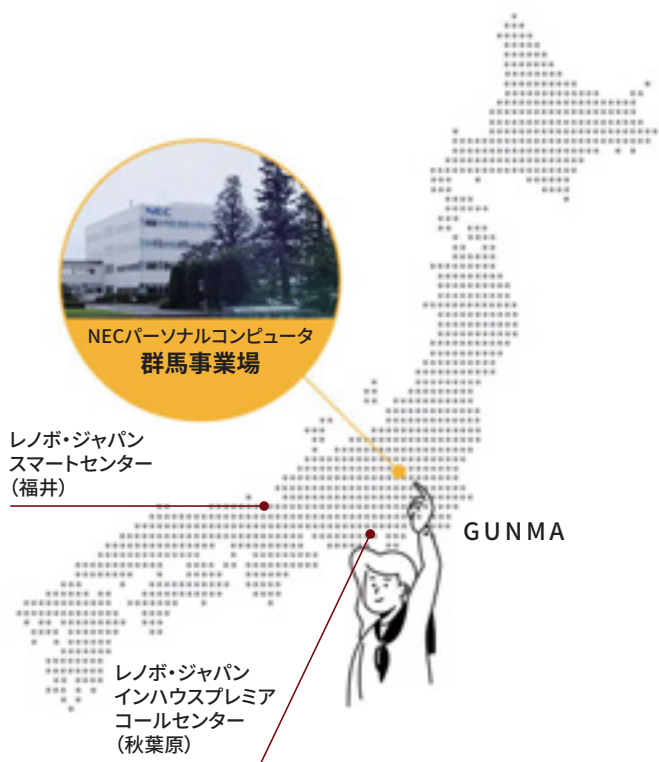 NEC
NECパーソナルコンピュータ
群馬事業場
レノボ・ジャパン
スマートセンター
（福井）
GUNMA
レノボ・ジャパン
インハウスプレミア
コールセンター
（秋葉原）